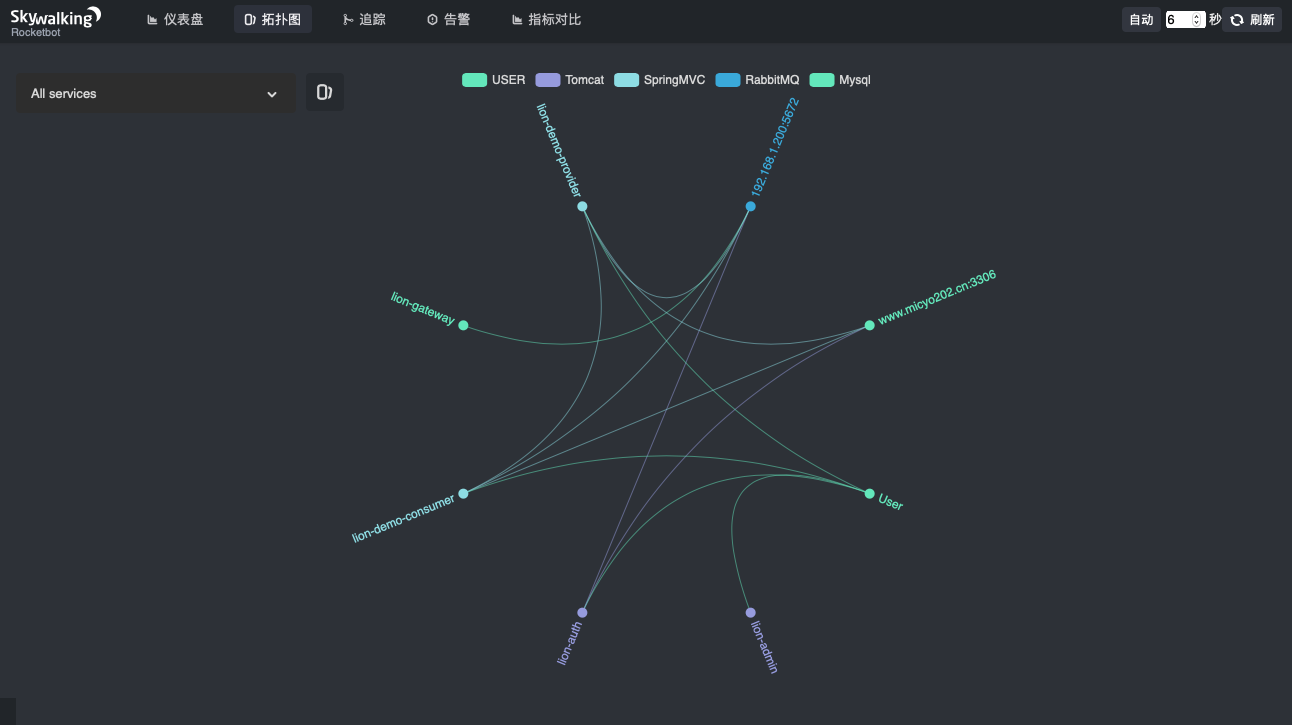 Skywalking
Rocketbot
仪表盘
拓扑图
追踪
告警
指标对比
自动
6
秒
刷新
All services
USER
Tomcat
SpringMVC
RabbitMQ
Mysql
lion-demo-provider
192.168.1.200:5672
lion-gateway
www.micyo202.cn:3306
lion-demo-consumer
User
lion-auth
lion-admin